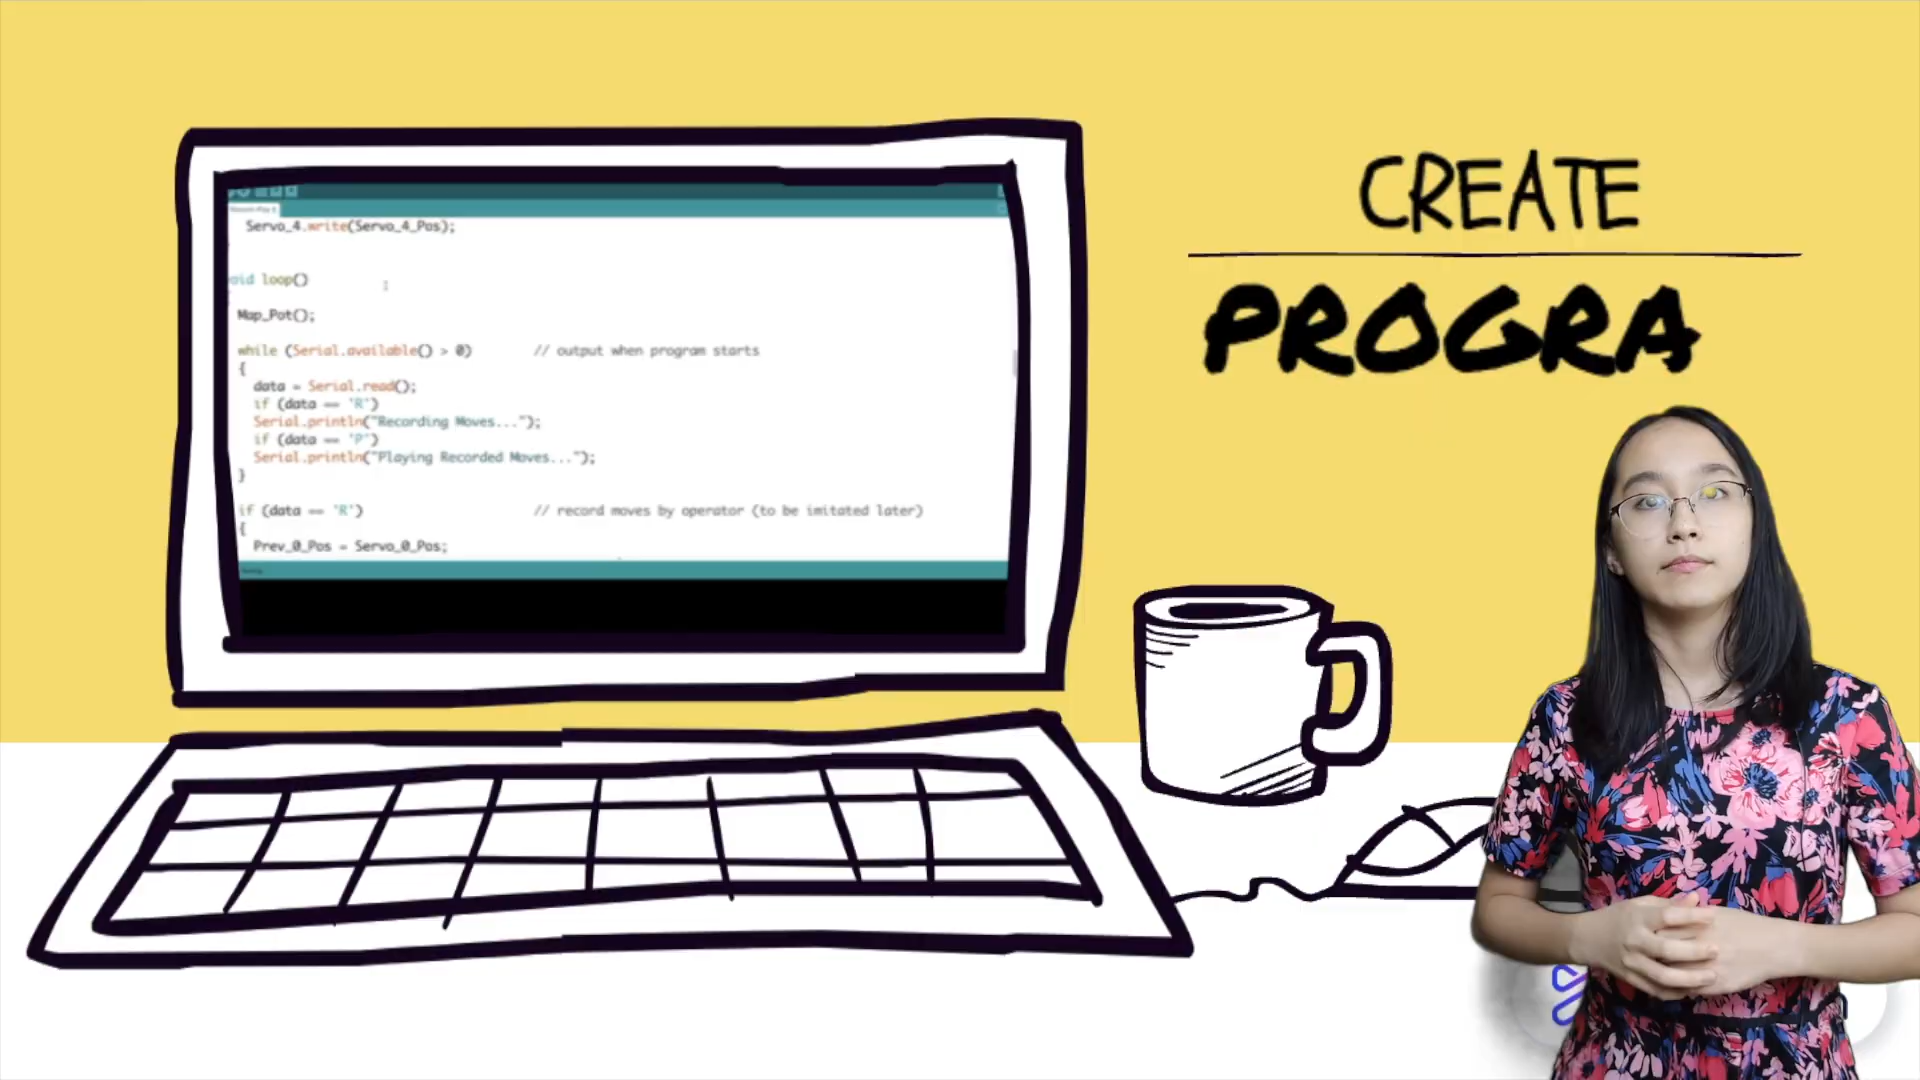 Servo_4.write(Servo_4_Pos);
oid loop()
Map_Pot();
while (Serial.available() > 0) // output when program starts
{
data = Serial.read();
if (data == 'R')
Serial.println("Recording Moves...");
if (data == 'P')
Serial.println("Playing Recorded Moves...");
}
if (data == 'R') // record moves by operator (to be imitated later)
{
Prev_0_Pos = Servo_0_Pos;
CREATE
PROGRA